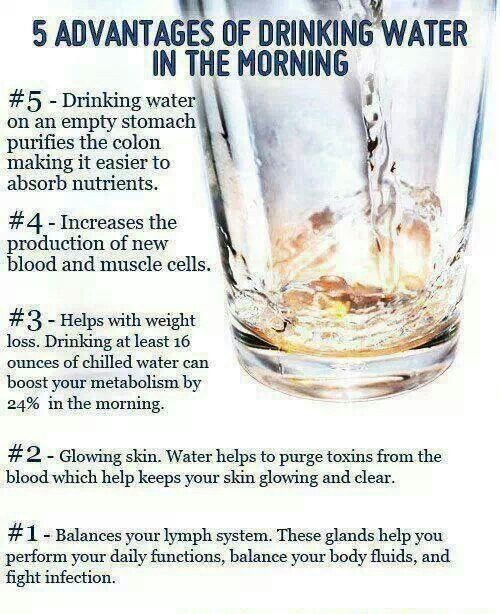 5 ADVANTAGES OF DRINKING WATER
IN THE MORNING
#5 - Drinking water
on an empty stomach
purifies the colon
making it easier to
absorb nutrients.
#4 - Increases the
production of new
blood and muscle cells.
#3 - Helps with weight
loss. Drinking at least 16
ounces of chilled water can
boost your metabolism by
24% in the morning.
#2 - Glowing skin. Water helps to purge toxins from the
blood which help keeps your skin glowing and clear.
#1 - Balances your lymph system. These glands help you
perform your daily functions, balance your body fluids, and
fight infection.